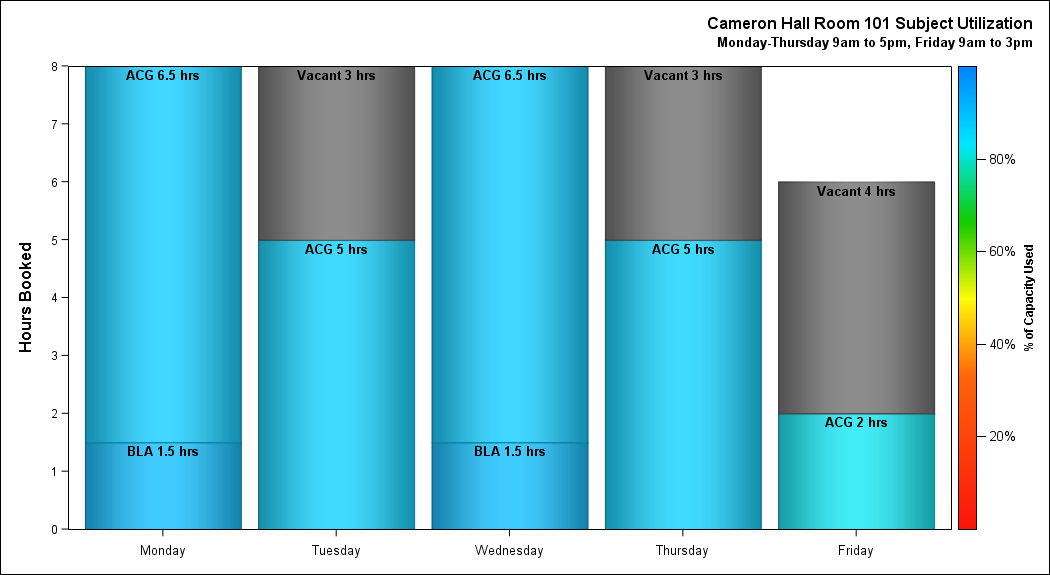 Cameron Hall Room 101 Subject Utilization
Monday-Thursday 9am to 5pm, Friday 9am to 3pm
Hours Booked
8
7
6
5
4
3
2
1
0
ACG 6.5 hrs
BLA 1.5 hrs
Vacant 3 hrs
ACG 5 hrs
ACG 6.5 hrs
BLA 1.5 hrs
Vacant 3 hrs
ACG 5 hrs
Vacant 4 hrs
ACG 2 hrs
Monday
Tuesday
Wednesday
Thursday
Friday
80%
60%
40%
20%
% of Capacity Used